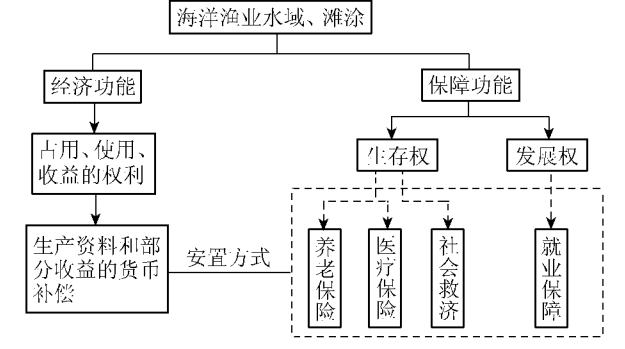 海洋渔业水域、滩涂
经济功能
保障功能
占用、使用、
收益的权利
生存权
发展权
生产资料和部
分收益的货币
补偿
安置方式
养老保险
医疗保险
社会救济
就业保障